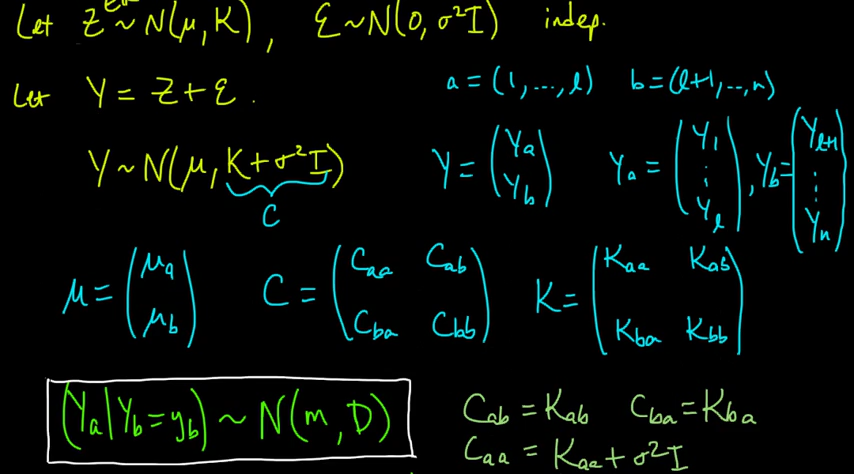 Let Z ~ N(μ, K), ε ~ N(0, σ²I) indep.
Let Y = Z + ε.
a = (1, ..., l) b = (l+1, ..., n)
Y ~ N(μ, K + σ²I)
C
Y = (Ya Yb) Ya = (Y1 ⋮ Yl), Yb = (Yl+1 ⋮ Yn)
μ = (μa μb) C = (Caa Cab Cba Cbb) K = (Kaa Kab Kba Kbb)
(Ya | Yb = yb) ~ N(m, D)
Cab = Kab Cba = Kba
Caa = Kaa + σ²I